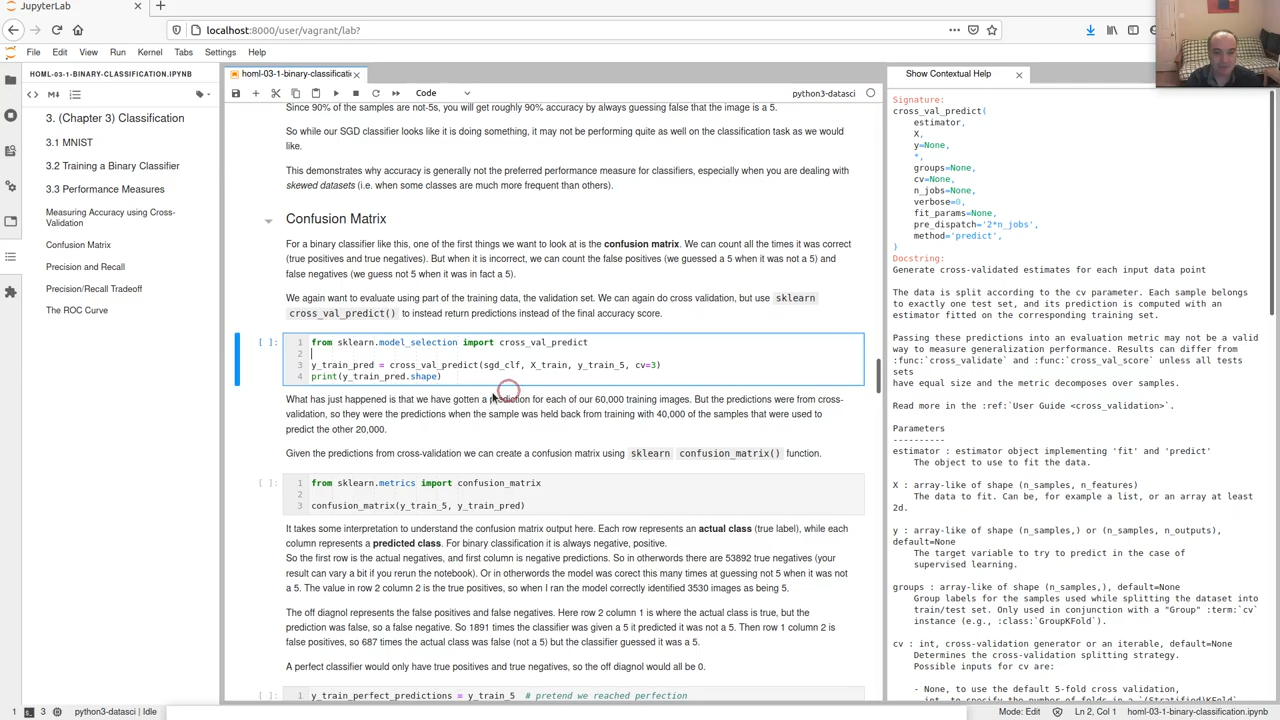 JupyterLab
localhost:8000/user/vagrant/lab?
File Edit View Run Kernel Tabs Settings Help
HOML-03-1-BINARY-CLASSIFICATION.IPYNB
3. (Chapter 3) Classification
3.1 MNIST
3.2 Training a Binary Classifier
3.3 Performance Measures
Measuring Accuracy using Cross-
Validation
Confusion Matrix
Precision and Recall
Precision/Recall Tradeoff
The ROC Curve
homl-03-1-binary-classificati
Code
python3-datasci
Since 90% of the samples are not-5s, you will get roughly 90% accuracy by always guessing false that the image is a 5.
So while our SGD classifier looks like it is doing something, it may not be performing quite as well on the classification task as we would
like.
This demonstrates why accuracy is generally not the preferred performance measure for classifiers, especially when you are dealing with
skewed datasets (i.e. when some classes are much more frequent than others).
Confusion Matrix
For a binary classifier like this, one of the first things we want to look at is the confusion matrix. We can count all the times it was correct
(true positives and true negatives). But when it is incorrect, we can count the false positives (we guessed a 5 when it was not a 5) and
false negatives (we guess not 5 when it was in fact a 5).
We again want to evaluate using part of the training data, the validation set. We can again do cross validation, but use sklearn
cross_val_predict() to instead return predictions instead of the final accuracy score.
[ ]: 1 from sklearn.model_selection import cross_val_predict
2
3 y_train_pred = cross_val_predict(sgd_clf, X_train, y_train_5, cv=3)
4 print(y_train_pred.shape)
What has just happened is that we have gotten a prediction for each of our 60,000 training images. But the predictions were from cross-
validation, so they were the predictions when the sample was held back from training with 40,000 of the samples that were used to
predict the other 20,000.
Given the predictions from cross-validation we can create a confusion matrix using sklearn confusion_matrix() function.
[ ]: 1 from sklearn.metrics import confusion_matrix
2
3 confusion_matrix(y_train_5, y_train_pred)
It takes some interpretation to understand the confusion matrix output here. Each row represents an actual class (true label), while each
column represents a predicted class. For binary classification it is always negative, positive.
So the first row is the actual negatives, and first column is negative predictions. So in otherwords there are 53892 true negatives (your
result can vary a bit if you rerun the notebook). Or in otherwords the model was corect this many times at guessing not 5 when it was not
a 5. The value in row 2 column 2 is the true positives, so when I ran the model correctly identified 3530 images as being 5.
The off diagnol represents the false positives and false negatives. Here row 2 column 1 is where the actual class is true, but the
prediction was false, so a false negative. So 1891 times the classifier was given a 5 it predicted it was not a 5. Then row 1 column 2 is
false positives, so 687 times the actual class was false (not a 5) but the classifier guessed it was a 5.
A perfect classifier would only have true positives and true negatives, so the off diagnol would all be 0.
[ ]: 1 y_train_perfect_predictions = y_train_5 # pretend we reached perfection
Show Contextual Help
Signature:
cross_val_predict(
estimator,
X,
y=None,
*,
groups=None,
cv=None,
n_jobs=None,
verbose=0,
fit_params=None,
pre_dispatch='2*n_jobs',
method='predict',
)
Docstring:
Generate cross-validated estimates for each input data point
The data is split according to the cv parameter. Each sample belongs
to exactly one test set, and its prediction is computed with an
estimator fitted on the corresponding training set.
Passing these predictions into an evaluation metric may not be a valid
way to measure generalization performance. Results can differ from
:func:`cross_validate` and :func:`cross_val_score` unless all tests
sets
have equal size and the metric decomposes over samples.
Read more in the :ref:`User Guide <cross_validation>`.
Parameters
----------
estimator : estimator object implementing 'fit' and 'predict'
The object to use to fit the data.
X : array-like of shape (n_samples, n_features)
The data to fit. Can be, for example a list, or an array at least
2d.
y : array-like of shape (n_samples,) or (n_samples, n_outputs),
default=None
The target variable to try to predict in the case of
supervised learning.
groups : array-like of shape (n_samples,), default=None
Group labels for the samples used while splitting the dataset into
train/test set. Only used in conjunction with a "Group" :term:`cv`
instance (e.g., :class:`GroupKFold`).
cv : int, cross-validation generator or an iterable, default=None
Determines the cross-validation splitting strategy.
Possible inputs for cv are:
- None, to use the default 5-fold cross validation,
- int, to specify the number of folds in a `(Stratified)KFold`
1 3 python3-datasci | Idle
Mode: Edit Ln 2, Col 1 homl-03-1-binary-classification.ipynb